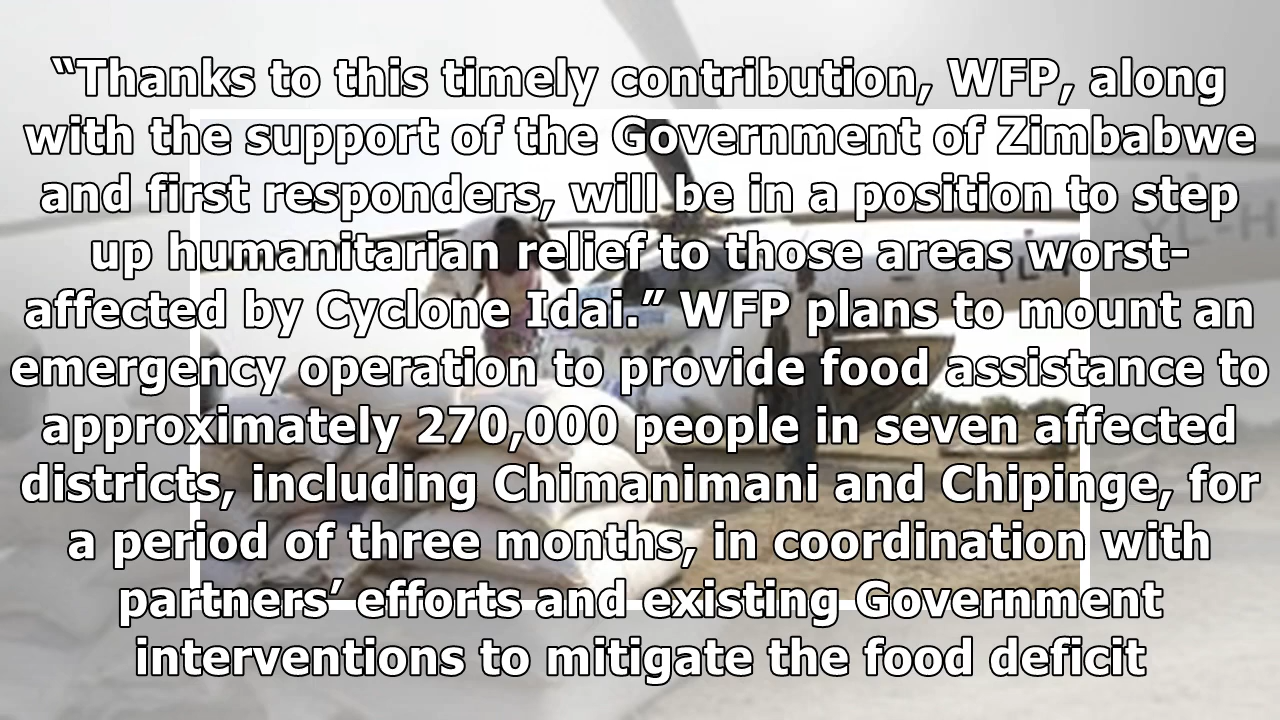 “Thanks to this timely contribution, WFP, along
with the support of the Government of Zimbabwe
and first responders, will be in a position to step
up humanitarian relief to those areas worst-
affected by Cyclone Idai.” WFP plans to mount an
emergency operation to provide food assistance to
approximately 270,000 people in seven affected
districts, including Chimanimani and Chipinge, for
a period of three months, in coordination with
partners’ efforts and existing Government
interventions to mitigate the food deficit